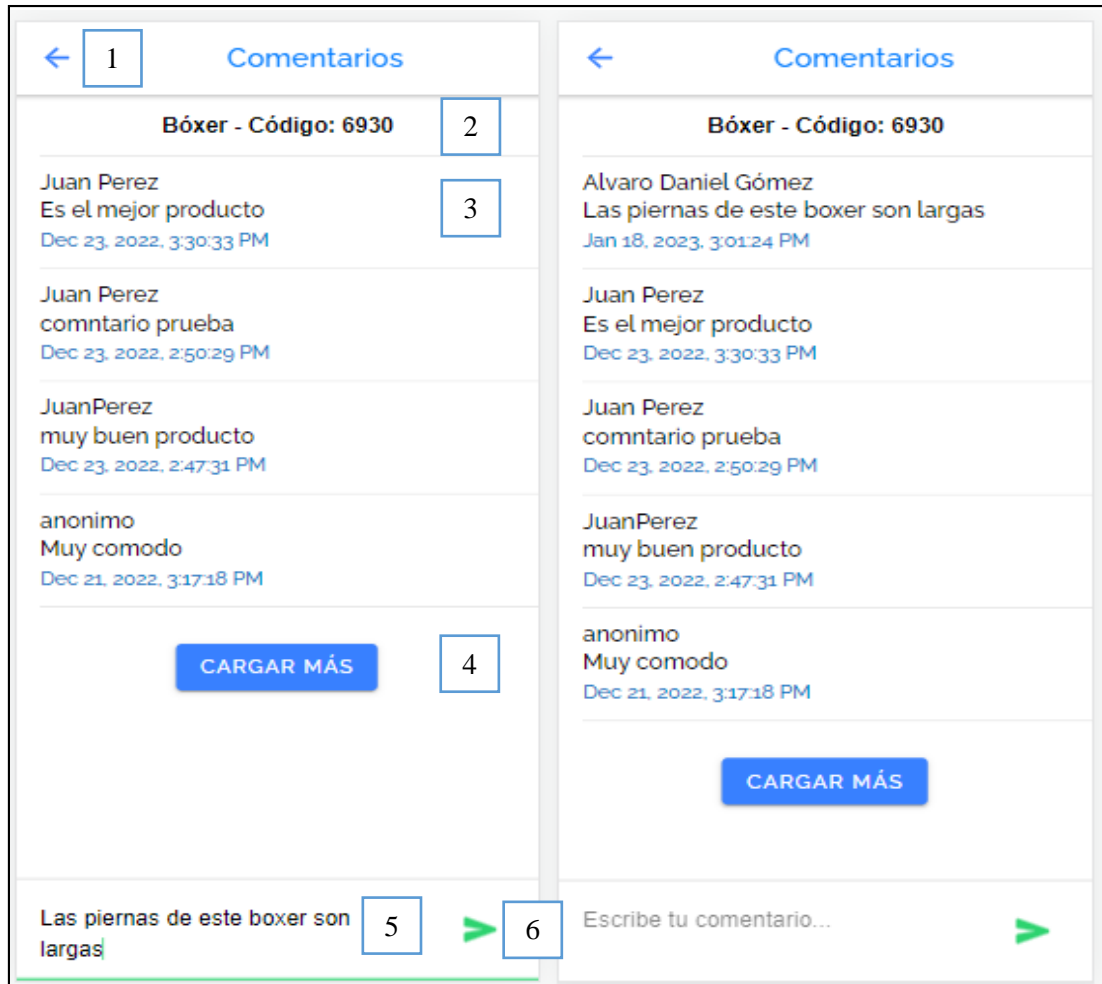 1
Comentarios
Bóxer - Código: 6930
2
Juan Perez
Es el mejor producto
3
Dec 23, 2022, 3:30:33 PM
Juan Perez
comntario prueba
Dec 23, 2022, 2:50:29 PM
JuanPerez
muy buen producto
Dec 23, 2022, 2:47:31 PM
anonimo
Muy comodo
Dec 21, 2022, 3:17:18 PM
CARGAR MÁS
4
Las piernas de este boxer son
largas
5
6
Comentarios
Bóxer - Código: 6930
Alvaro Daniel Gómez
Las piernas de este boxer son largas
Jan 18, 2023, 3:01:24 PM
Juan Perez
Es el mejor producto
Dec 23, 2022, 3:30:33 PM
Juan Perez
comntario prueba
Dec 23, 2022, 2:50:29 PM
JuanPerez
muy buen producto
Dec 23, 2022, 2:47:31 PM
anonimo
Muy comodo
Dec 21, 2022, 3:17:18 PM
CARGAR MÁS
Escribe tu comentario...